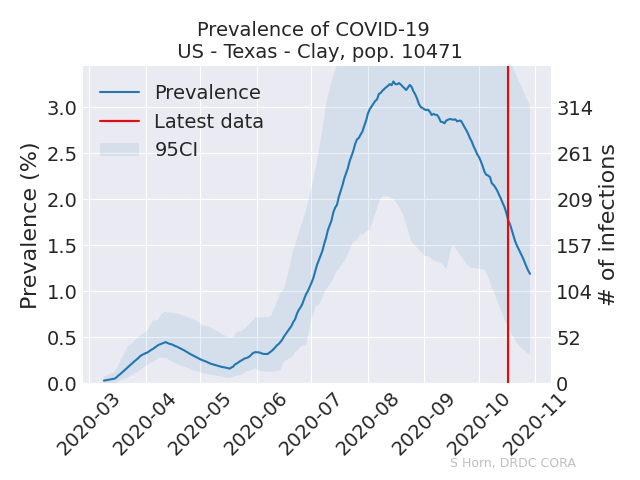 Prevalence of COVID-19
US - Texas - Clay, pop. 10471
Prevalence
Latest data
95CI
Prevalence (%)
3.0
2.5
2.0
1.5
1.0
0.5
0.0
314
261
209
157
104
52
0
# of infections
2020-03
2020-04
2020-05
2020-06
2020-07
2020-08
2020-09
2020-10
2020-11
S Horn, DRDC CORA